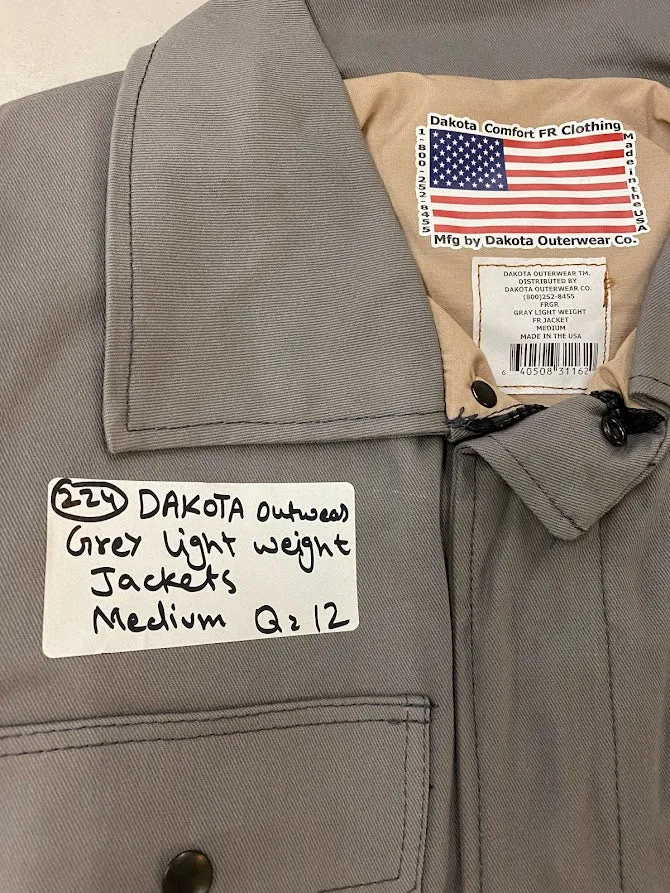 Dakota Comfort FR Clothing
1-800-252-8455
Made in the USA
Mfg by Dakota Outerwear Co.
DAKOTA OUTERWEAR TM.
DISTRIBUTED BY
DAKOTA OUTERWEAR CO.
(800)252-8455
FRGR
GRAY LIGHT WEIGHT
FR JACKET
MEDIUM
MADE IN THE USA
6 40508 31162
224 DAKOTA outwear
Grey light weight
Jackets
Medium Q: 12